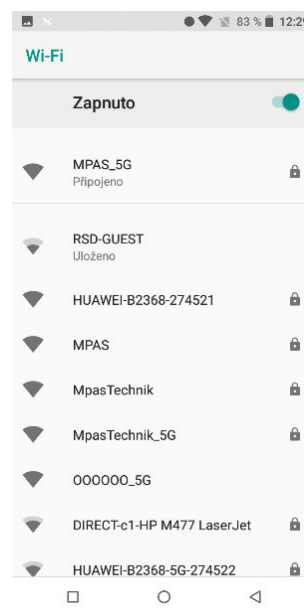 83 % 12:29
Wi-Fi
Zapnuto
MPAS_5G
Připojeno
RSD-GUEST
Uloženo
HUAWEI-B2368-274521
MPAS
MpasTechnik
MpasTechnik_5G
OOOOOO_5G
DIRECT-c1-HP M477 LaserJet
HUAWEI-B2368-5G-274522